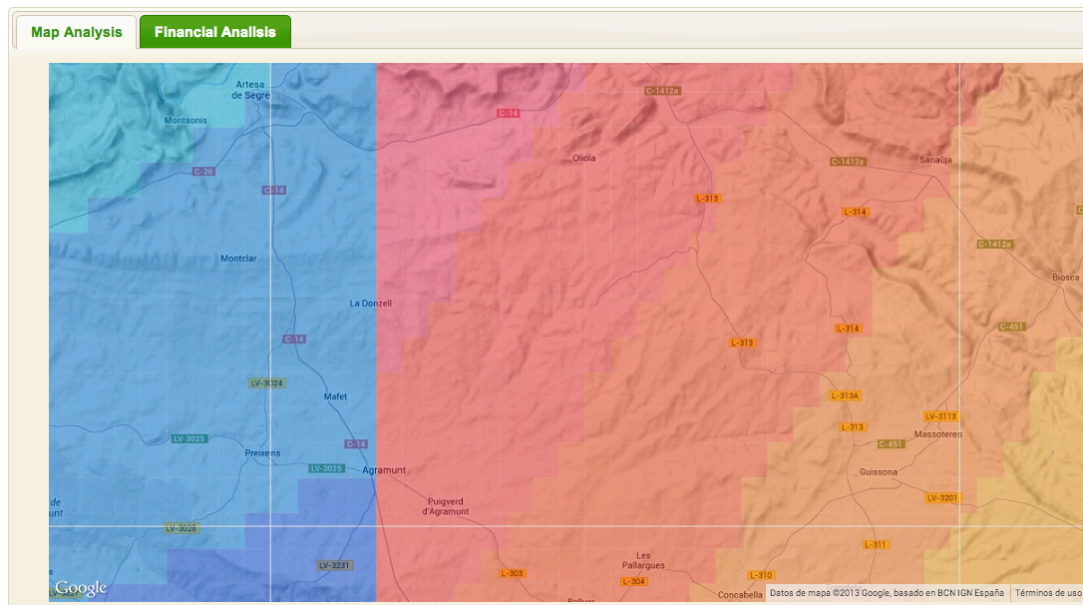 Map Analysis
Financial Analisis
Artesa
de Segre
C-1412a
C-14
Montsonis
Oliola
C-1412a
Sanaüja
C-26
C-14
L-313
L-314
C-1412a
Montclar
Biosca
La Donzell
C-451
L-314
C-14
L-313
LV-3024
Mafet
L-313A
LV-3113
L-313
Massoteres
LV-3025
C-14
C-451
Preixens
LV-3025
Agramunt
Guissona
de
unt
Puigverd
d'Agramunt
LV-3201
LV-3028
L-311
Les
Pallargues
LV-3231
L-303
L-304
L-310
Google
Concabella
Datos de mapa ©2013 Google, basado en BCN IGN España
Términos de uso